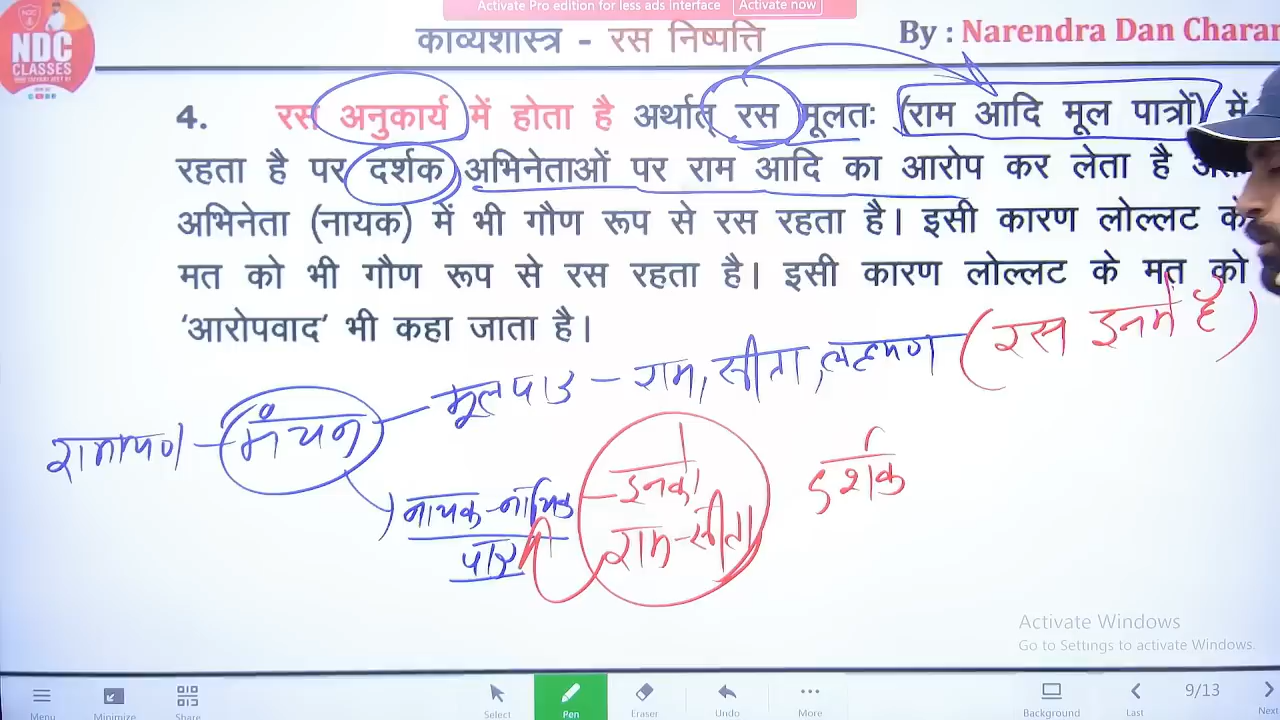 Activate Pro edition for less ads interface Activate now
NDC
CLASSES
काव्यशास्त्र - रस निष्पत्ति
By : Narendra Dan Charan
4. रस अनुकार्य में होता है अर्थात् रस मूलतः (राम आदि मूल पात्रों) में
रहता है पर दर्शक अभिनेताओं पर राम आदि का आरोप कर लेता है
अभिनेता (नायक) में भी गौण रूप से रस रहता है। इसी कारण लोल्लट के
मत को भी गौण रूप से रस रहता है। इसी कारण लोल्लट के मत को
'आरोपवाद' भी कहा जाता है।
(रस इनमें है)
मूलपात्र – राम, सीता, लक्ष्मण
रामायण – मंचन
नायक-नायिका – इनको दर्शक
पात्र राम-सीता
Activate Windows
Go to Settings to activate Windows.
Menu Minimize Share Select Pen Eraser Undo More Background Last 9/13 Next